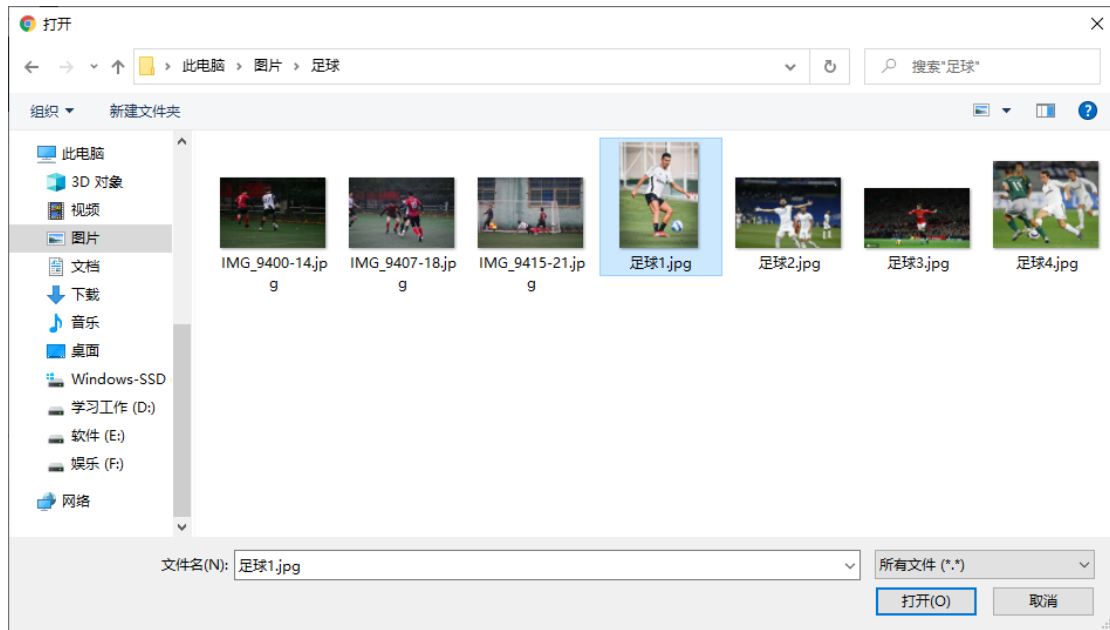 打开
此电脑 > 图片 > 足球
搜索"足球"
组织
新建文件夹
此电脑
3D 对象
视频
图片
文档
下载
音乐
桌面
Windows-SSD
学习工作 (D:)
软件 (E:)
娱乐 (F:)
网络
IMG_9400-14.jp
g
IMG_9407-18.jp
g
IMG_9415-21.jp
g
足球1.jpg
足球2.jpg
足球3.jpg
足球4.jpg
文件名(N):
足球1.jpg
所有文件 (*.*)
打开(O)
取消